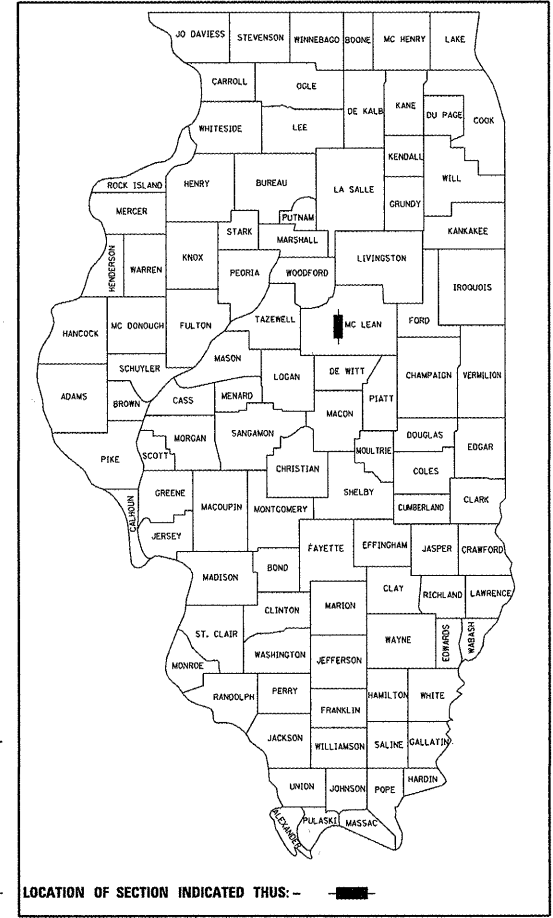 JO DAVIESS STEVENSON WINNEBAGO BOONE MC HENRY LAKE
CARROLL OGLE
DE KALB KANE DU PAGE COOK
WHITESIDE LEE
KENDALL WILL
ROCK ISLAND HENRY BUREAU LA SALLE GRUNDY
MERCER PUTNAM
STARK MARSHALL KANKAKEE
HENDERSON WARREN KNOX PEORIA WOODFORD LIVINGSTON IROQUOIS
HANCOCK MC DONOUGH FULTON TAZEWELL MC LEAN FORD
MASON
SCHUYLER LOGAN DE WITT CHAMPAIGN VERMILION
ADAMS BROWN CASS MENARD MACON PIATT
MORGAN SANGAMON DOUGLAS EDGAR
PIKE SCOTT CHRISTIAN MOULTRIE COLES
CALHOUN GREENE MACOUPIN MONTGOMERY SHELBY CUMBERLAND CLARK
JERSEY
FAYETTE EFFINGHAM JASPER CRAWFORD
MADISON BOND
CLAY RICHLAND LAWRENCE
CLINTON MARION
ST. CLAIR WAYNE EDWARDS WABASH
WASHINGTON JEFFERSON
MONROE
RANDOLPH PERRY HAMILTON WHITE
FRANKLIN
JACKSON WILLIAMSON SALINE GALLATIN
UNION JOHNSON POPE HARDIN
ALEXANDER PULASKI MASSAC
LOCATION OF SECTION INDICATED THUS: -